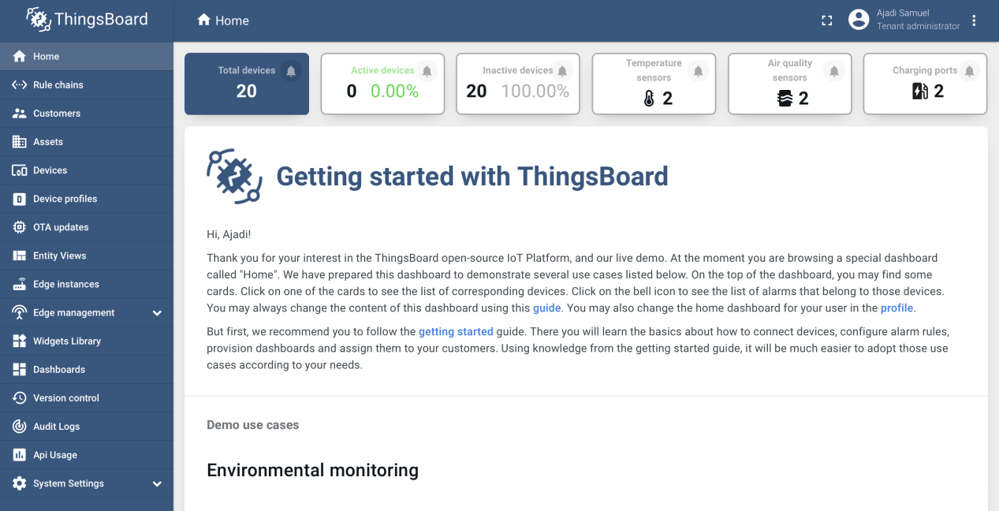 ThingsBoard
Home
Ajadi Samuel
Tenant administrator
Home
Rule chains
Customers
Assets
Devices
Device profiles
OTA updates
Entity Views
Edge instances
Edge management
Widgets Library
Dashboards
Version control
Audit Logs
Api Usage
System Settings
Total devices
20
Active devices
0 0.00%
Inactive devices
20 100.00%
Temperature
sensors
2
Air quality
sensors
2
Charging ports
2
Getting started with ThingsBoard
Hi, Ajadi!
Thank you for your interest in the ThingsBoard open-source IoT Platform, and our live demo. At the moment you are browsing a special dashboard
called "Home". We have prepared this dashboard to demonstrate several use cases listed below. On the top of the dashboard, you may find some
cards. Click on one of the cards to see the list of corresponding devices. Click on the bell icon to see the list of alarms that belong to those devices.
You may always change the content of this dashboard using this guide. You may also change the home dashboard for your user in the profile.
But first, we recommend you to follow the getting started guide. There you will learn the basics about how to connect devices, configure alarm rules,
provision dashboards and assign them to your customers. Using knowledge from the getting started guide, it will be much easier to adopt those use
cases according to your needs.
Demo use cases
Environmental monitoring